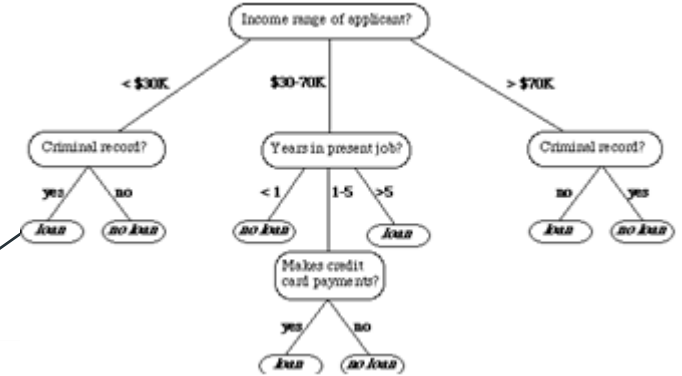 Income range of applicant?
< $30K
$30-70K
> $70K
Criminal record?
Years in present job?
Criminal record?
yes
no
< 1
1-5
>5
no
yes
loan
no loan
no loan
loan
loan
no loan
Makes credit
card payments?
yes
no
loan
no loan